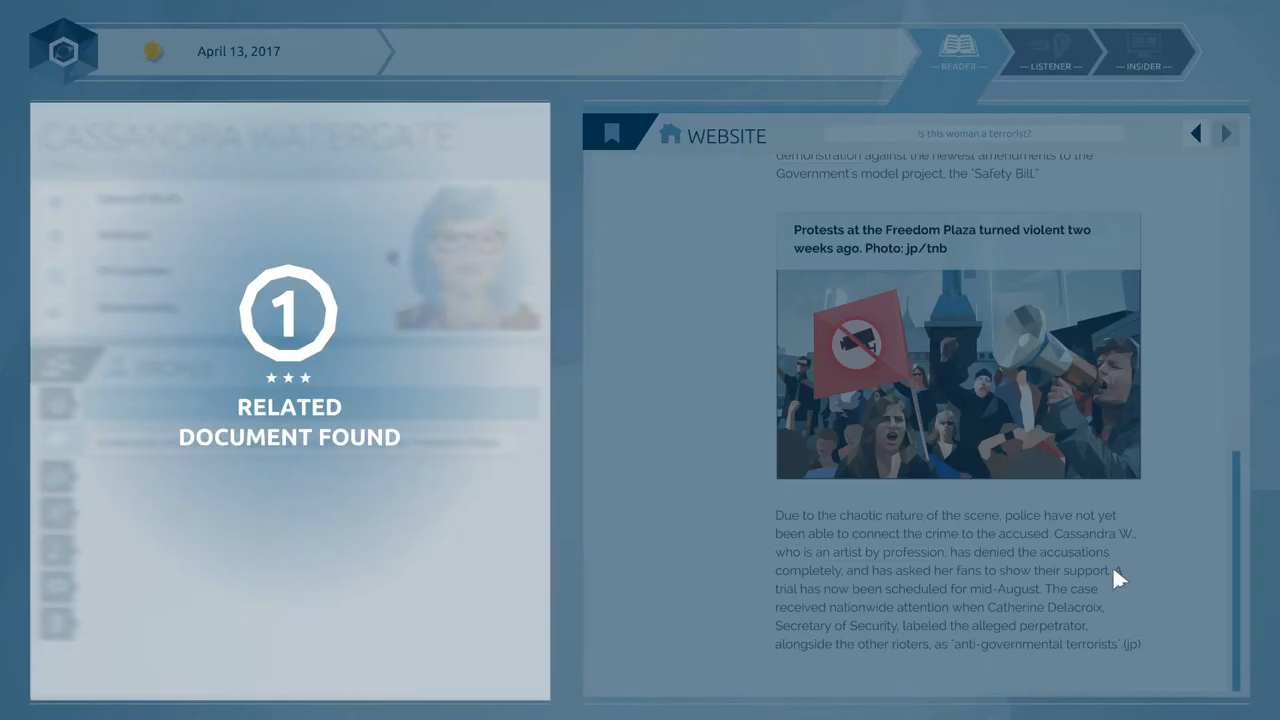 April 13, 2017
— READER —
— LISTENER —
— INSIDER —
CASSANDRA WATERGATE
1
RELATED
DOCUMENT FOUND
WEBSITE
Is this woman a terrorist?
demonstration against the newest amendments to the
Government's model project, the "Safety Bill."
Protests at the Freedom Plaza turned violent two
weeks ago. Photo: jp/tnb
Due to the chaotic nature of the scene, police have not yet
been able to connect the crime to the accused. Cassandra W.,
who is an artist by profession, has denied the accusations
completely, and has asked her fans to show their support. A
trial has now been scheduled for mid-August. The case
received nationwide attention when Catherine Delacroix,
Secretary of Security, labeled the alleged perpetrator,
alongside the other rioters, as 'anti-governmental terrorists'.(jp)